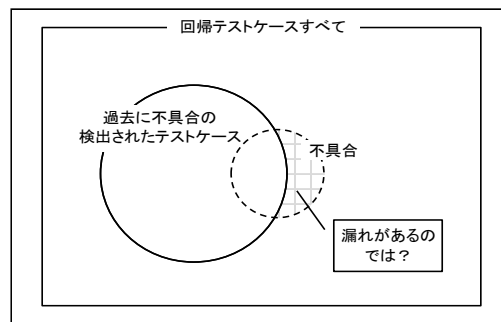 回帰テストケースすべて
過去に不具合の
検出されたテストケース
不具合
漏れがあるの
では？